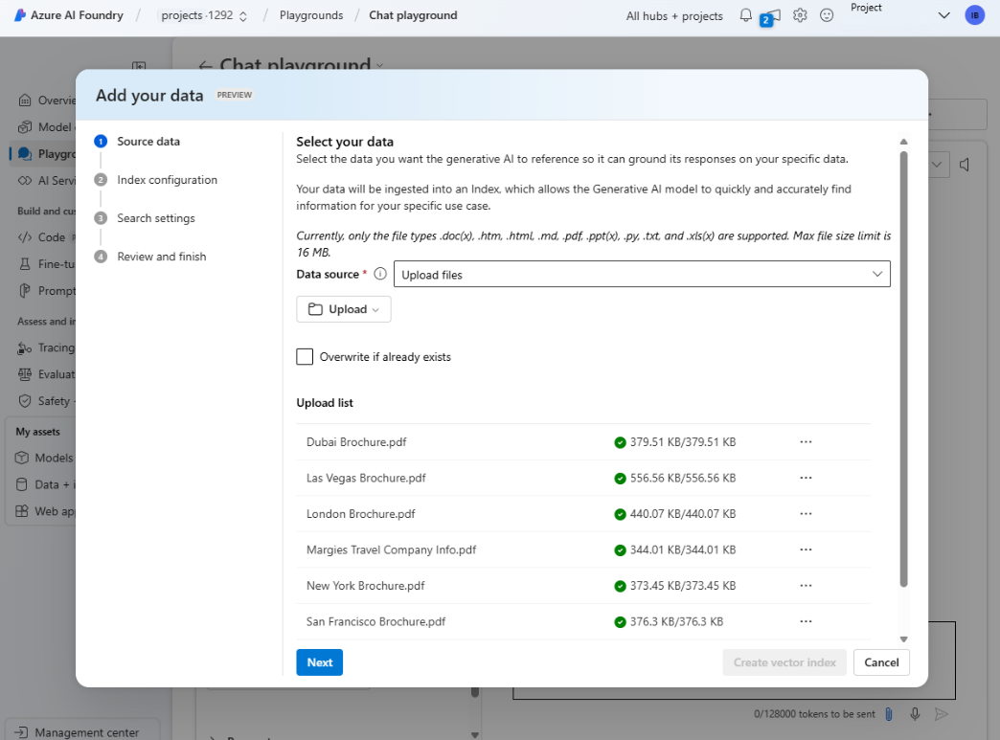 Azure AI Foundry / projects -1292 / Playgrounds / Chat playground
All hubs + projects
2
Project
IB
Chat playground
Add your data PREVIEW
1 Source data
2 Index configuration
3 Search settings
4 Review and finish
Select your data
Select the data you want the generative AI to reference so it can ground its responses on your specific data.
Your data will be ingested into an Index, which allows the Generative AI model to quickly and accurately find
information for your specific use case.
Currently, only the file types .doc(x), .htm, .html, .md, .pdf, .ppt(x), .py, .txt, and .xls(x) are supported. Max file size limit is
16 MB.
Data source * Upload files
Upload
Overwrite if already exists
Upload list
Dubai Brochure.pdf 379.51 KB/379.51 KB ...
Las Vegas Brochure.pdf 556.56 KB/556.56 KB ...
London Brochure.pdf 440.07 KB/440.07 KB ...
Margies Travel Company Info.pdf 344.01 KB/344.01 KB ...
New York Brochure.pdf 373.45 KB/373.45 KB ...
San Francisco Brochure.pdf 376.3 KB/376.3 KB ...
Next
Create vector index
Cancel
Overvie
Model
Playgro
AI Servi
Build and cus
Code
Fine-tu
Prompt
Assess and in
Tracing
Evaluat
Safety
My assets
Models
Data + i
Web app
Management center
0/128000 tokens to be sent